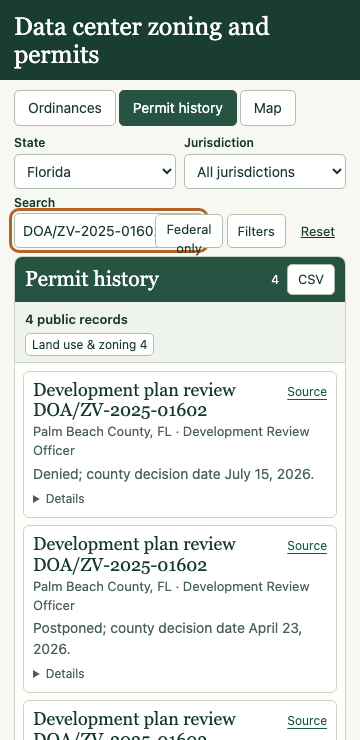 Data center zoning and
permits
Ordinances
Permit history
Map
State
Jurisdiction
Florida
All jurisdictions
Search
DOA/ZV-2025-0160
Federal
only
Filters
Reset
Permit history
4
CSV
4 public records
Land use & zoning 4
Development plan review
DOA/ZV-2025-01602
Source
Palm Beach County, FL · Development Review
Officer
Denied; county decision date July 15, 2026.
Details
Development plan review
DOA/ZV-2025-01602
Source
Palm Beach County, FL · Development Review
Officer
Postponed; county decision date April 23,
2026.
Details
Development plan review
DOA/ZV-2025-01602
Source